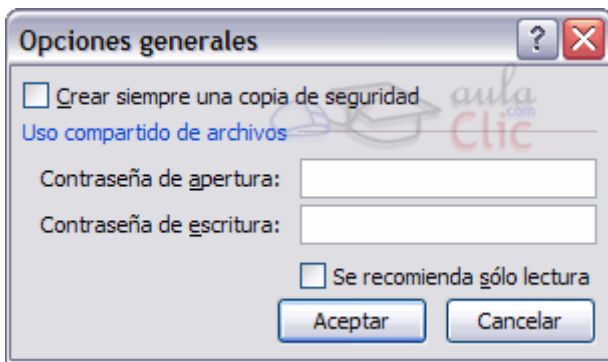 Opciones generales
Crear siempre una copia de seguridad
aula
.com
Clic
Uso compartido de archivos
Contraseña de apertura:
Contraseña de escritura:
Se recomienda sólo lectura
Aceptar Cancelar